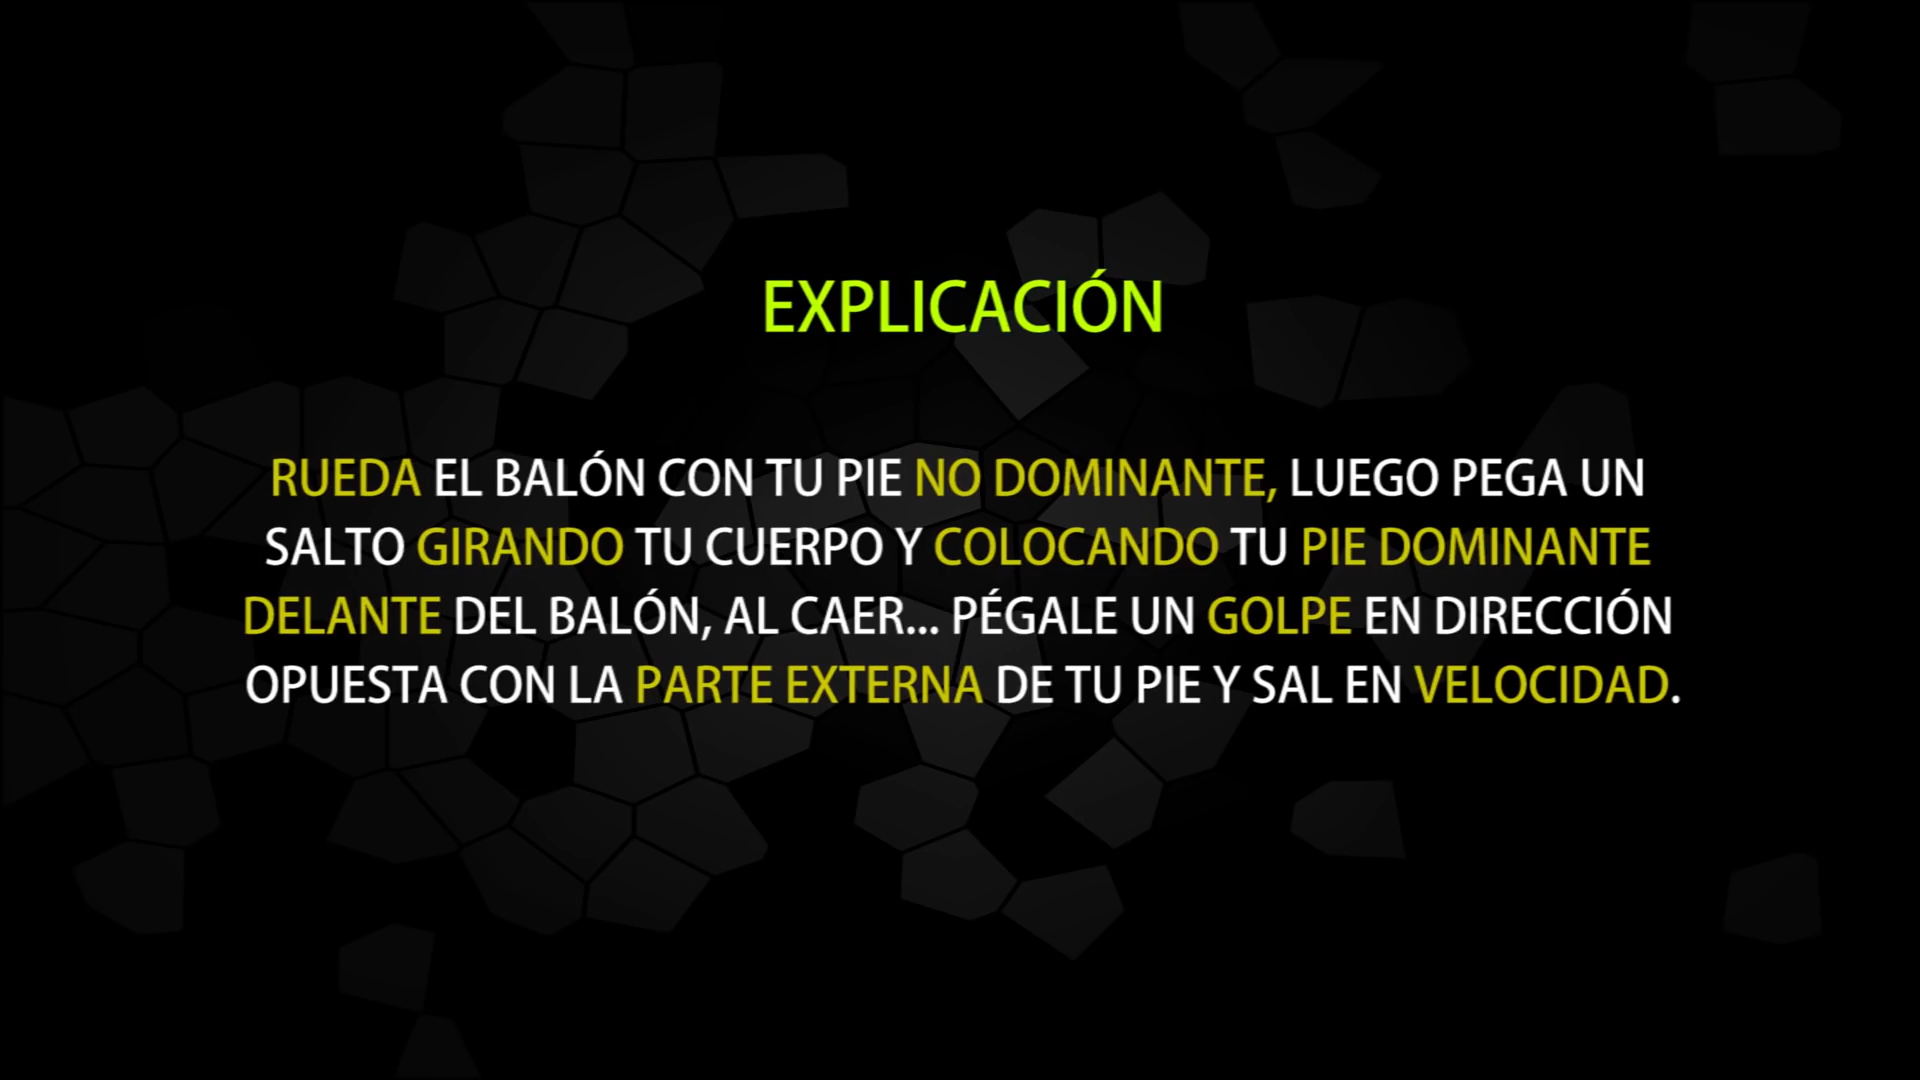 EXPLICACIÓN
RUEDA EL BALÓN CON TU PIE NO DOMINANTE, LUEGO PEGA UN
SALTO GIRANDO TU CUERPO Y COLOCANDO TU PIE DOMINANTE
DELANTE DEL BALÓN, AL CAER... PÉGALE UN GOLPE EN DIRECCIÓN
OPUESTA CON LA PARTE EXTERNA DE TU PIE Y SAL EN VELOCIDAD.